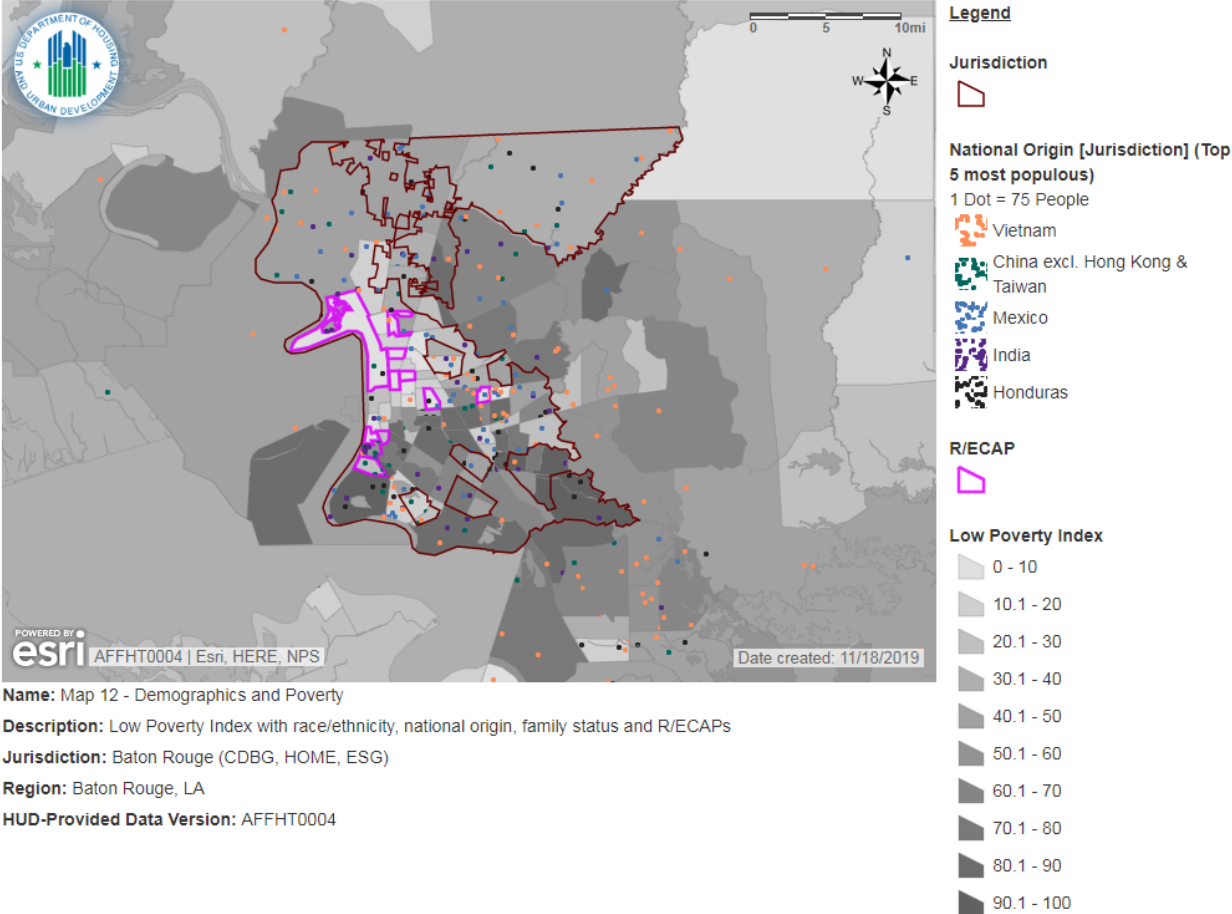 U.S. DEPARTMENT OF HOUSING
AND URBAN DEVELOPMENT
0 5 10mi
N
W E
S
POWERED BY
esri
AFFHT0004 | Esri, HERE, NPS
Date created: 11/18/2019
Legend
Jurisdiction
National Origin [Jurisdiction] (Top
5 most populous)
1 Dot = 75 People
Vietnam
China excl. Hong Kong &
Taiwan
Mexico
India
Honduras
R/ECAP
Low Poverty Index
0 - 10
10.1 - 20
20.1 - 30
30.1 - 40
40.1 - 50
50.1 - 60
60.1 - 70
70.1 - 80
80.1 - 90
90.1 - 100
Name: Map 12 - Demographics and Poverty
Description: Low Poverty Index with race/ethnicity, national origin, family status and R/ECAPs
Jurisdiction: Baton Rouge (CDBG, HOME, ESG)
Region: Baton Rouge, LA
HUD-Provided Data Version: AFFHT0004